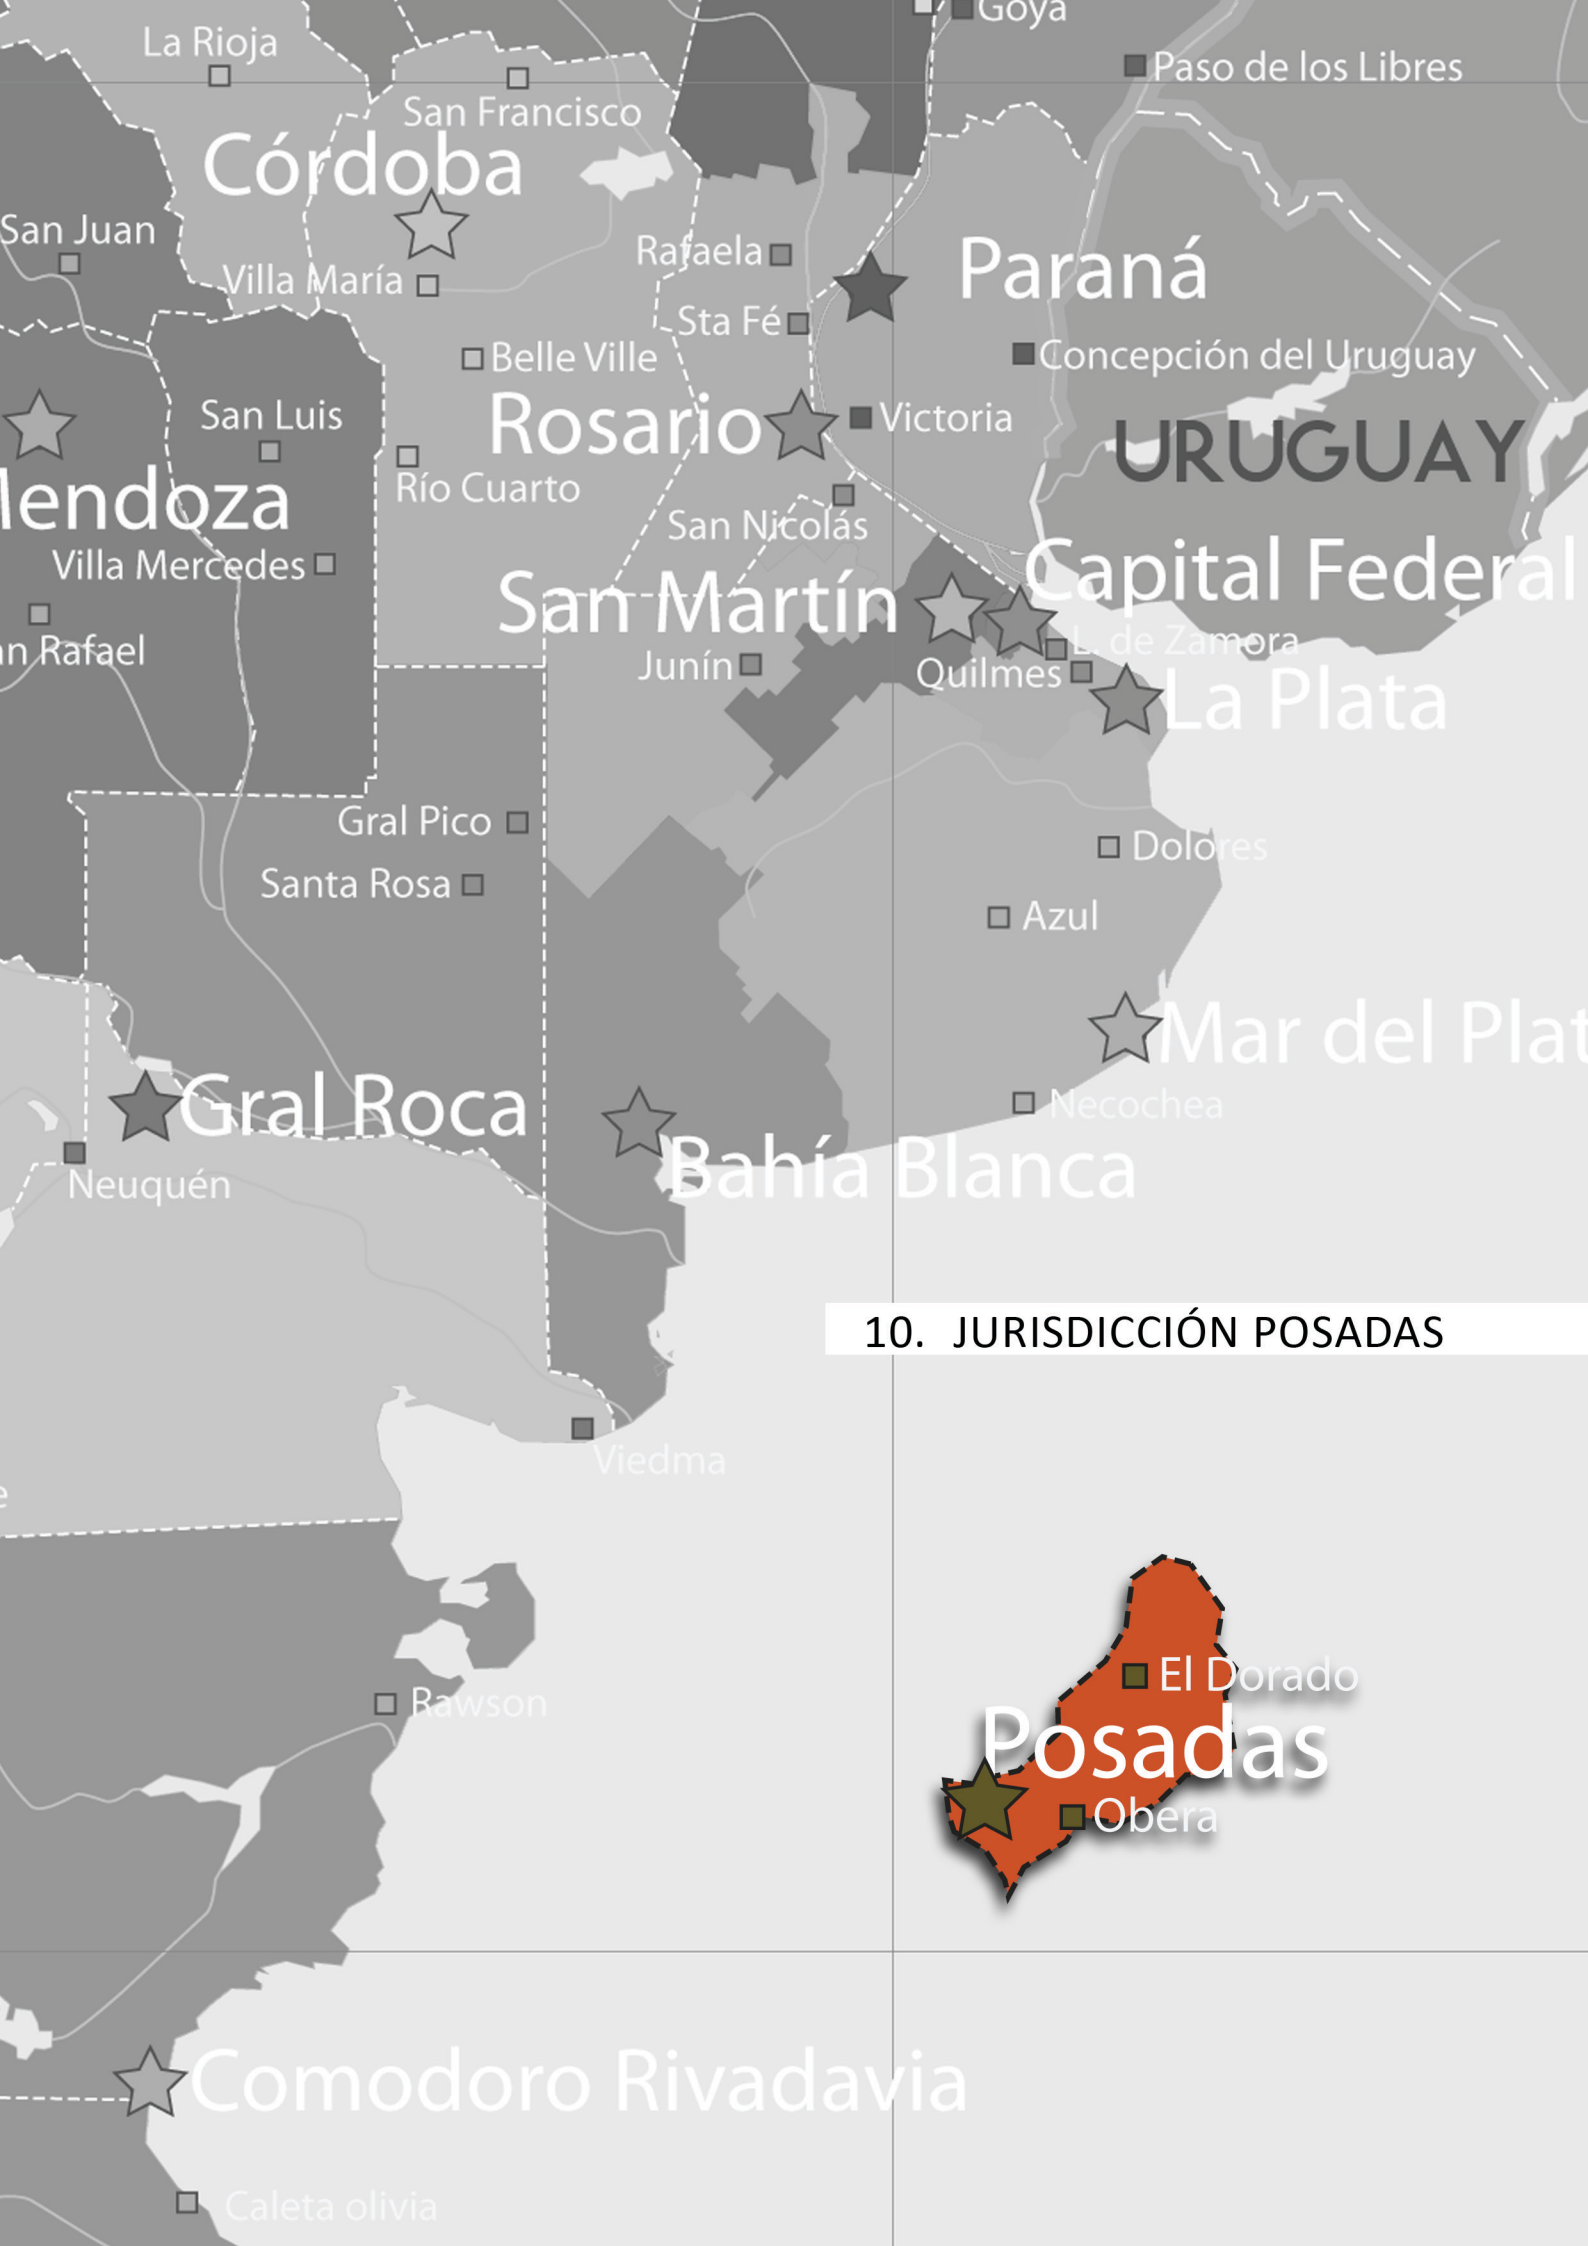 Goya
La Rioja
Paso de los Libres
San Francisco
Córdoba
San Juan
Rafaela
Paraná
Villa María
Sta Fé
Belle Ville
Concepción del Uruguay
San Luis
Rosario
Victoria
URUGUAY
Río Cuarto
Mendoza
San Nicolás
Villa Mercedes
Capital Federal
San Martín
L. de Zamora
an Rafael
Junín
Quilmes
La Plata
Gral Pico
Dolores
Santa Rosa
Azul
Mar del Plat
Gral Roca
Necochea
Bahía Blanca
Neuquén
10. JURISDICCIÓN POSADAS
Viedma
e
El Dorado
Rawson
Posadas
Obera
Comodoro Rivadavia
Caleta olivia